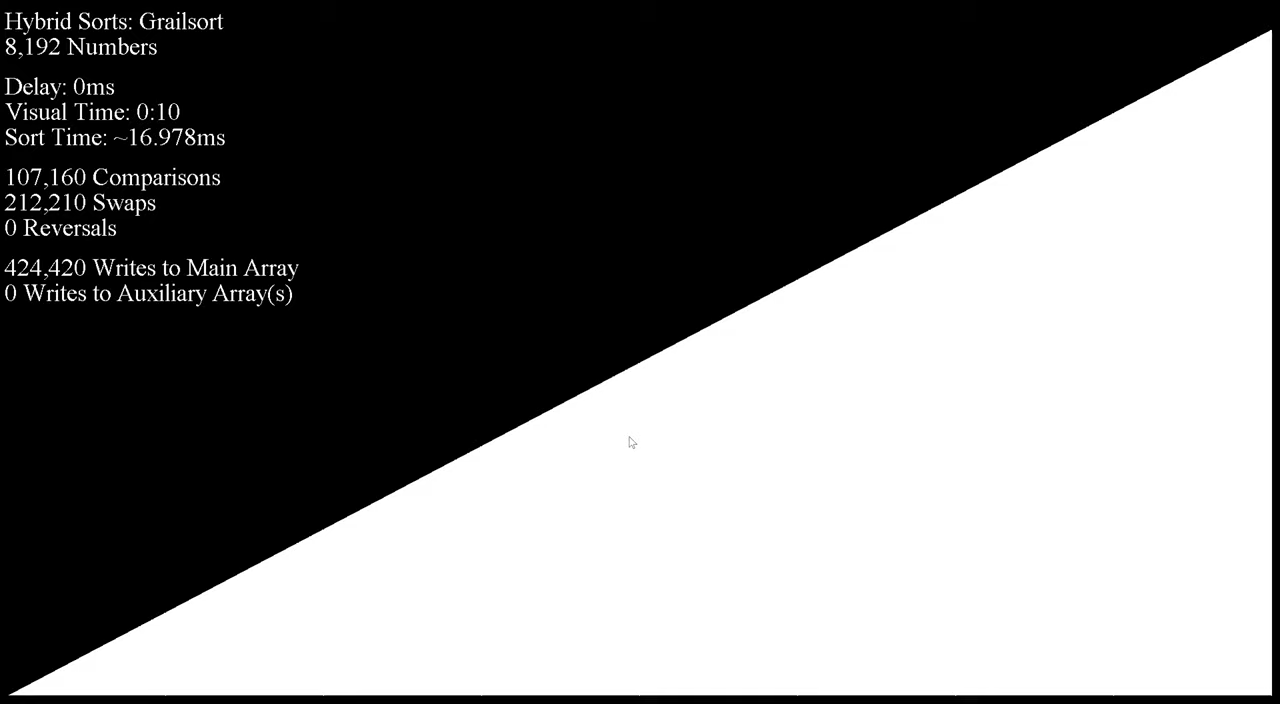 Hybrid Sorts: Grailsort
8,192 Numbers
Delay: 0ms
Visual Time: 0:10
Sort Time: ~16.978ms
107,160 Comparisons
212,210 Swaps
0 Reversals
424,420 Writes to Main Array
0 Writes to Auxiliary Array(s)